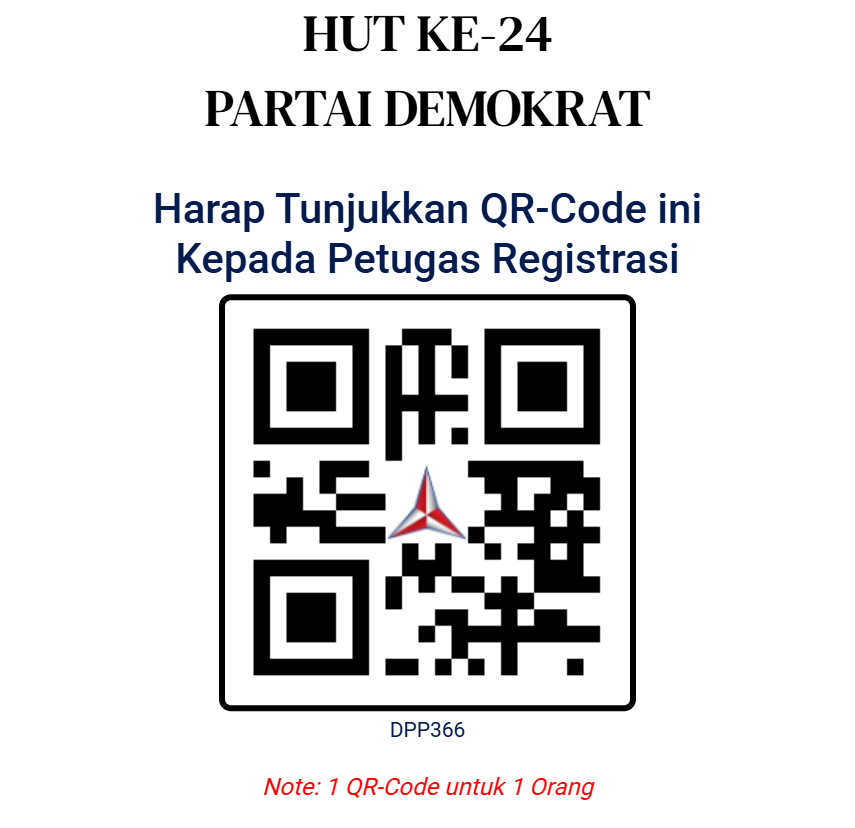 HUT KE-24
PARTAI DEMOKRAT
Harap Tunjukkan QR-Code ini
Kepada Petugas Registrasi
DPP366
Note: 1 QR-Code untuk 1 Orang